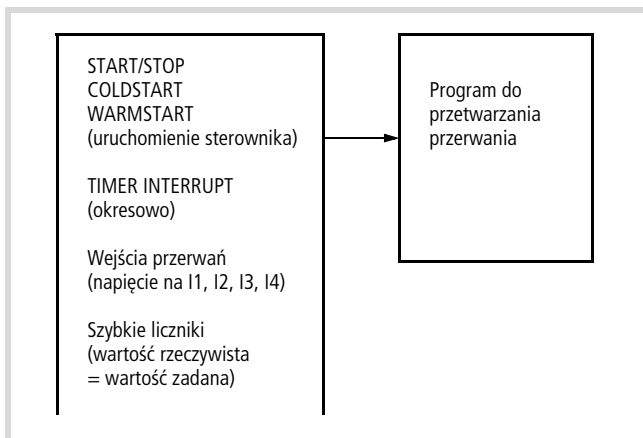 START/STOP
COLDSTART
WARMSTART
(uruchomienie sterownika)
TIMER INTERRUPT
(okresowo)
Wejścia przerwań
(napięcie na I1, I2, I3, I4)
Szybkie liczniki
(wartość rzeczywista
= wartość zadana)
Program do
przetwarzania
przerwania